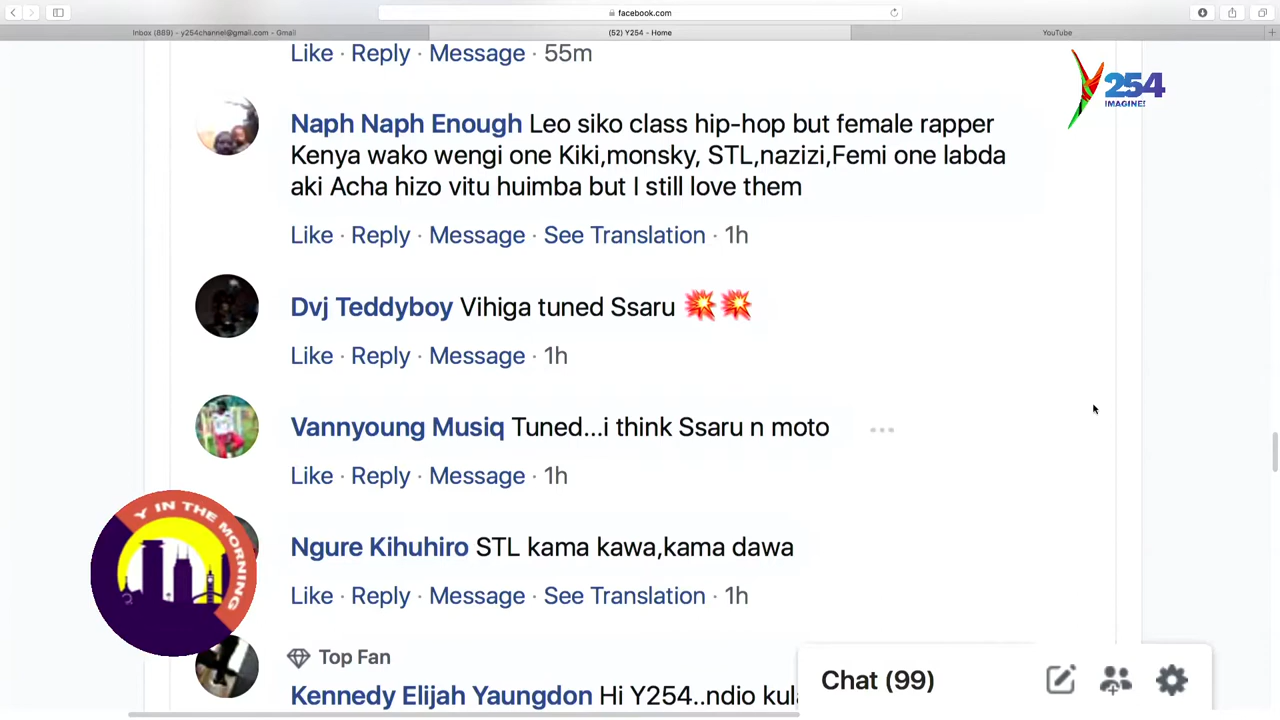 facebook.com
Inbox (889) - y254channel@gmail.com - Gmail
(52) Y254 - Home
YouTube
Like · Reply · Message · 55m
254
IMAGINE!
Naph Naph Enough Leo siko class hip-hop but female rapper
Kenya wako wengi one Kiki,monsky, STL,nazizi,Femi one labda
aki Acha hizo vitu huimba but I still love them
Like · Reply · Message · See Translation · 1h
Dvj Teddyboy Vihiga tuned Ssaru 💥💥
Like · Reply · Message · 1h
Vannyoung Musiq Tuned...i think Ssaru n moto
Like · Reply · Message · 1h
Y IN THE MORNING
Ngure Kihuhiro STL kama kawa,kama dawa
Like · Reply · Message · See Translation · 1h
Top Fan
Kennedy Elijah Yaungdon Hi Y254..ndio
Chat (99)